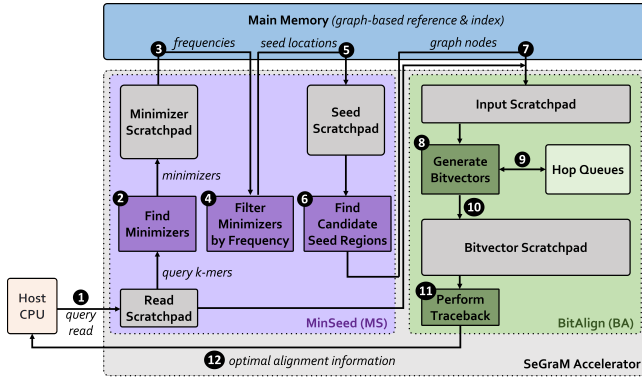 Main Memory (graph-based reference & index)
3
frequencies
seed locations
5
graph nodes
7
Minimizer
Scratchpad
Seed
Scratchpad
Input Scratchpad
8
Generate
Bitvectors
9
Hop Queues
minimizers
2
Find
Minimizers
4
Filter
Minimizers
by Frequency
6
Find
Candidate
Seed Regions
10
Bitvector Scratchpad
query k-mers
Host
CPU
1
query
read
Read
Scratchpad
MinSeed (MS)
11
Perform
Traceback
BitAlign (BA)
12
optimal alignment information
SeGraM Accelerator